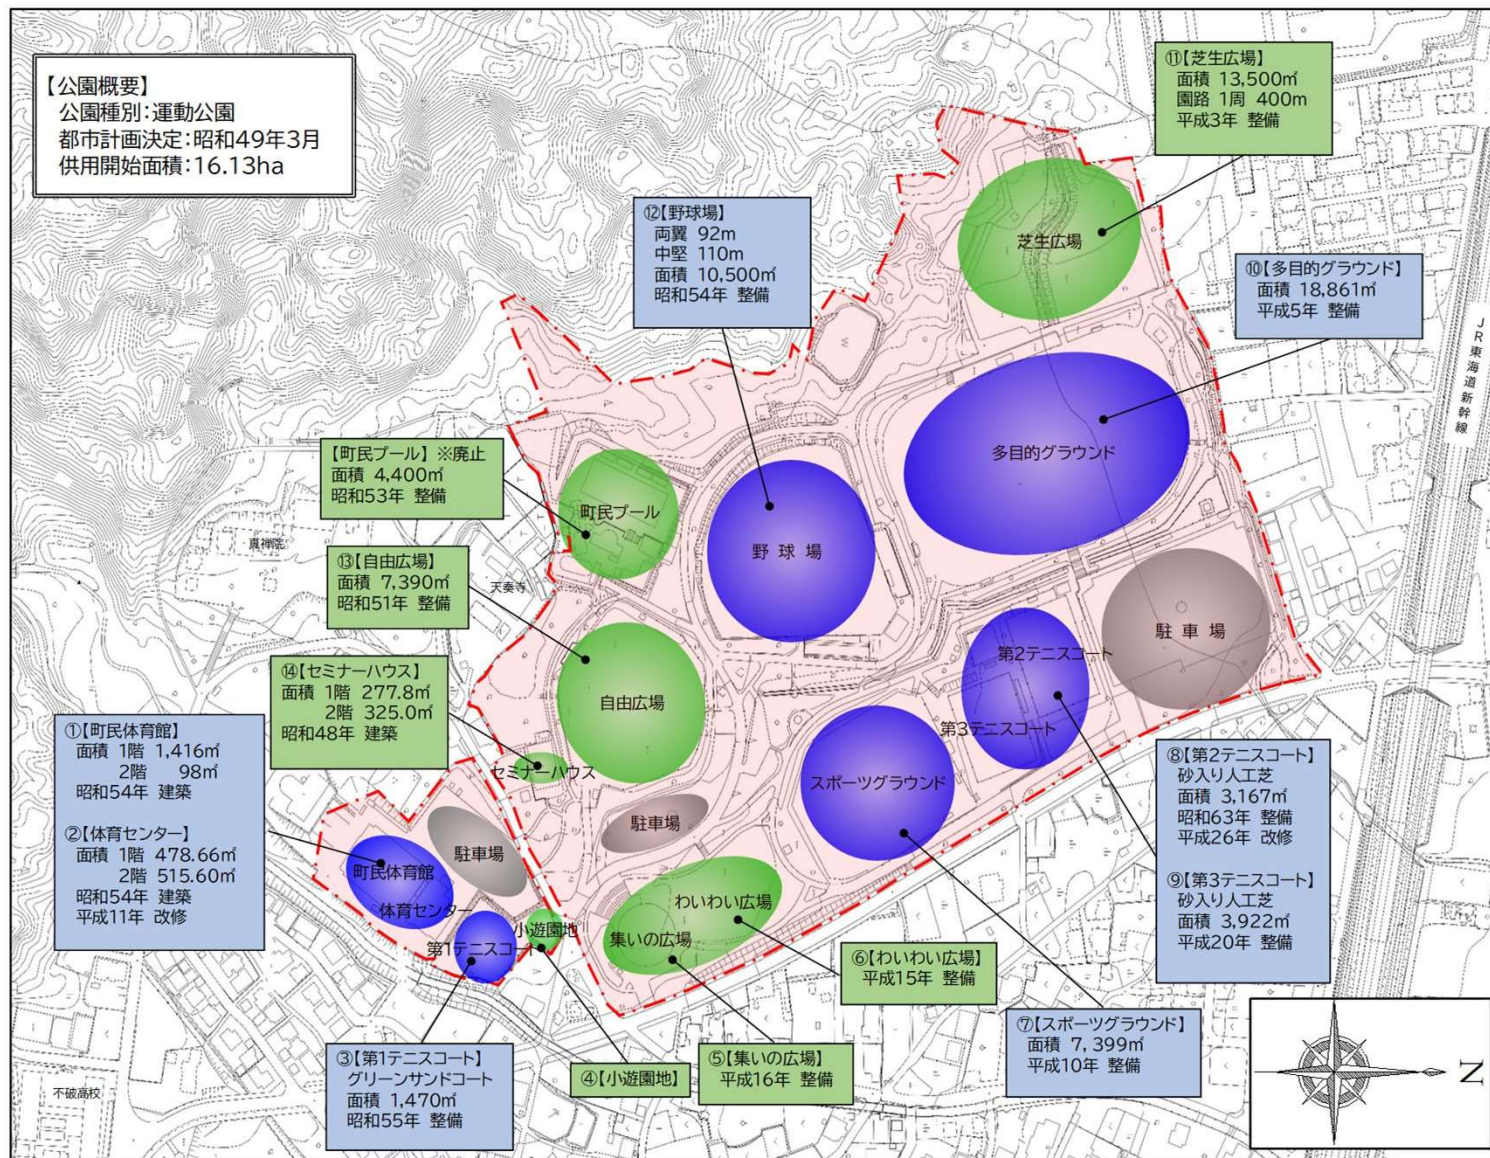 【公園概要】
公園種別:運動公園
都市計画決定:昭和49年3月
供用開始面積:16.13ha
⑪【芝生広場】
面積 13,500㎡
園路 1周 400m
平成3年 整備
⑫【野球場】
両翼 92m
中堅 110m
面積 10,500㎡
昭和54年 整備
⑩【多目的グラウンド】
面積 18,861㎡
平成5年 整備
芝生広場
JR東海道新幹線
多目的グラウンド
【町民プール】 ※廃止
面積 4,400㎡
昭和53年 整備
町民プール
野 球 場
真禅院
天奏寺
⑬【自由広場】
面積 7,390㎡
昭和51年 整備
駐 車 場
第2テニスコート
⑭【セミナーハウス】
面積 1階 277.8㎡
2階 325.0㎡
昭和48年 建築
自由広場
第3テニスコート
①【町民体育館】
面積 1階 1,416㎡
2階 98㎡
昭和54年 建築
②【体育センター】
面積 1階 478.66㎡
2階 515.60㎡
昭和54年 建築
平成11年 改修
セミナーハウス
スポーツグラウンド
⑧【第2テニスコート】
砂入り人工芝
面積 3,167㎡
昭和63年 整備
平成26年 改修
⑨【第3テニスコート】
砂入り人工芝
面積 3,922㎡
平成20年 整備
駐車場
駐車場
町民体育館
体育センター
わいわい広場
小遊園地
集いの広場
第1テニスコート
⑥【わいわい広場】
平成15年 整備
⑦【スポーツグラウンド】
面積 7,399㎡
平成10年 整備
③【第1テニスコート】
グリーンサンドコート
面積 1,470㎡
昭和55年 整備
④【小遊園地】
⑤【集いの広場】
平成16年 整備
不破高校
N